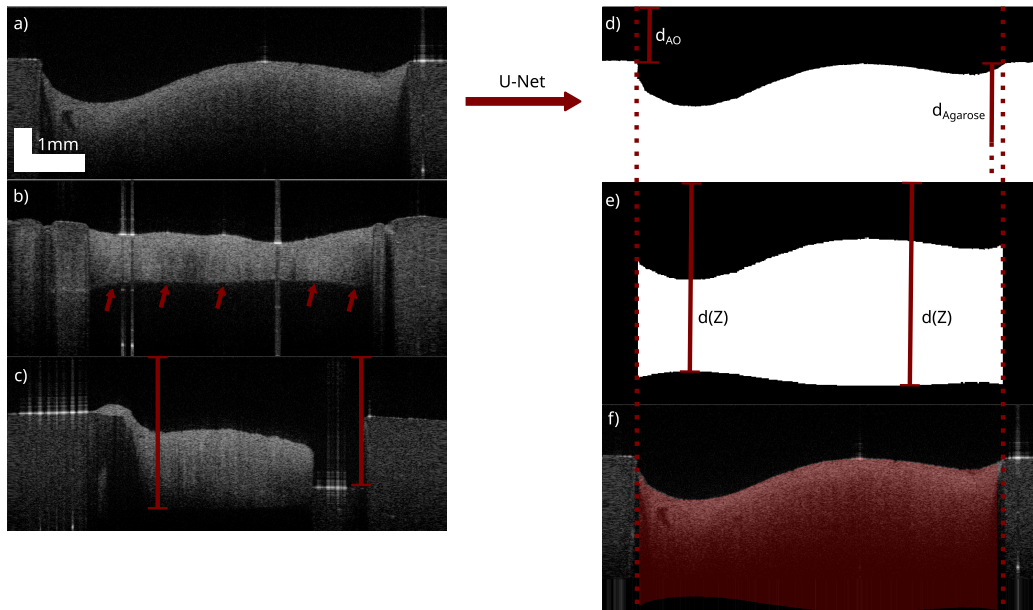 a)
1mm
b)
c)
U-Net
d)
dAO
dAgarose
e)
d(Z)
d(Z)
f)